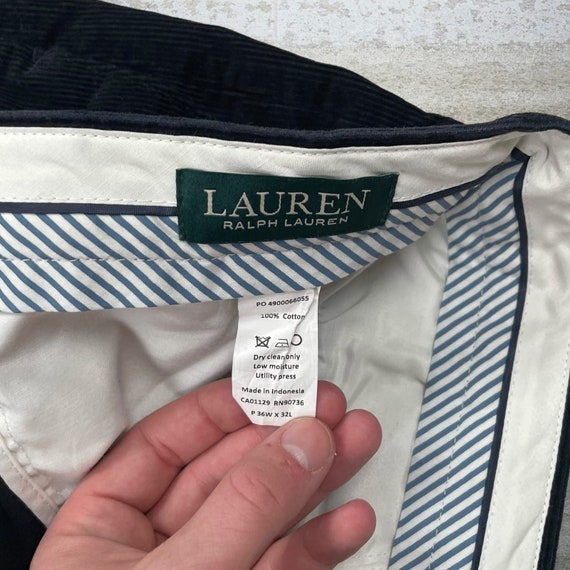 LAUREN
RALPH LAUREN
PO 4900066055
100% Cotton
Dry clean only
Low moisture
Utility press
Made in Indonesia
CA01129 RN90736
P 36W X 32L